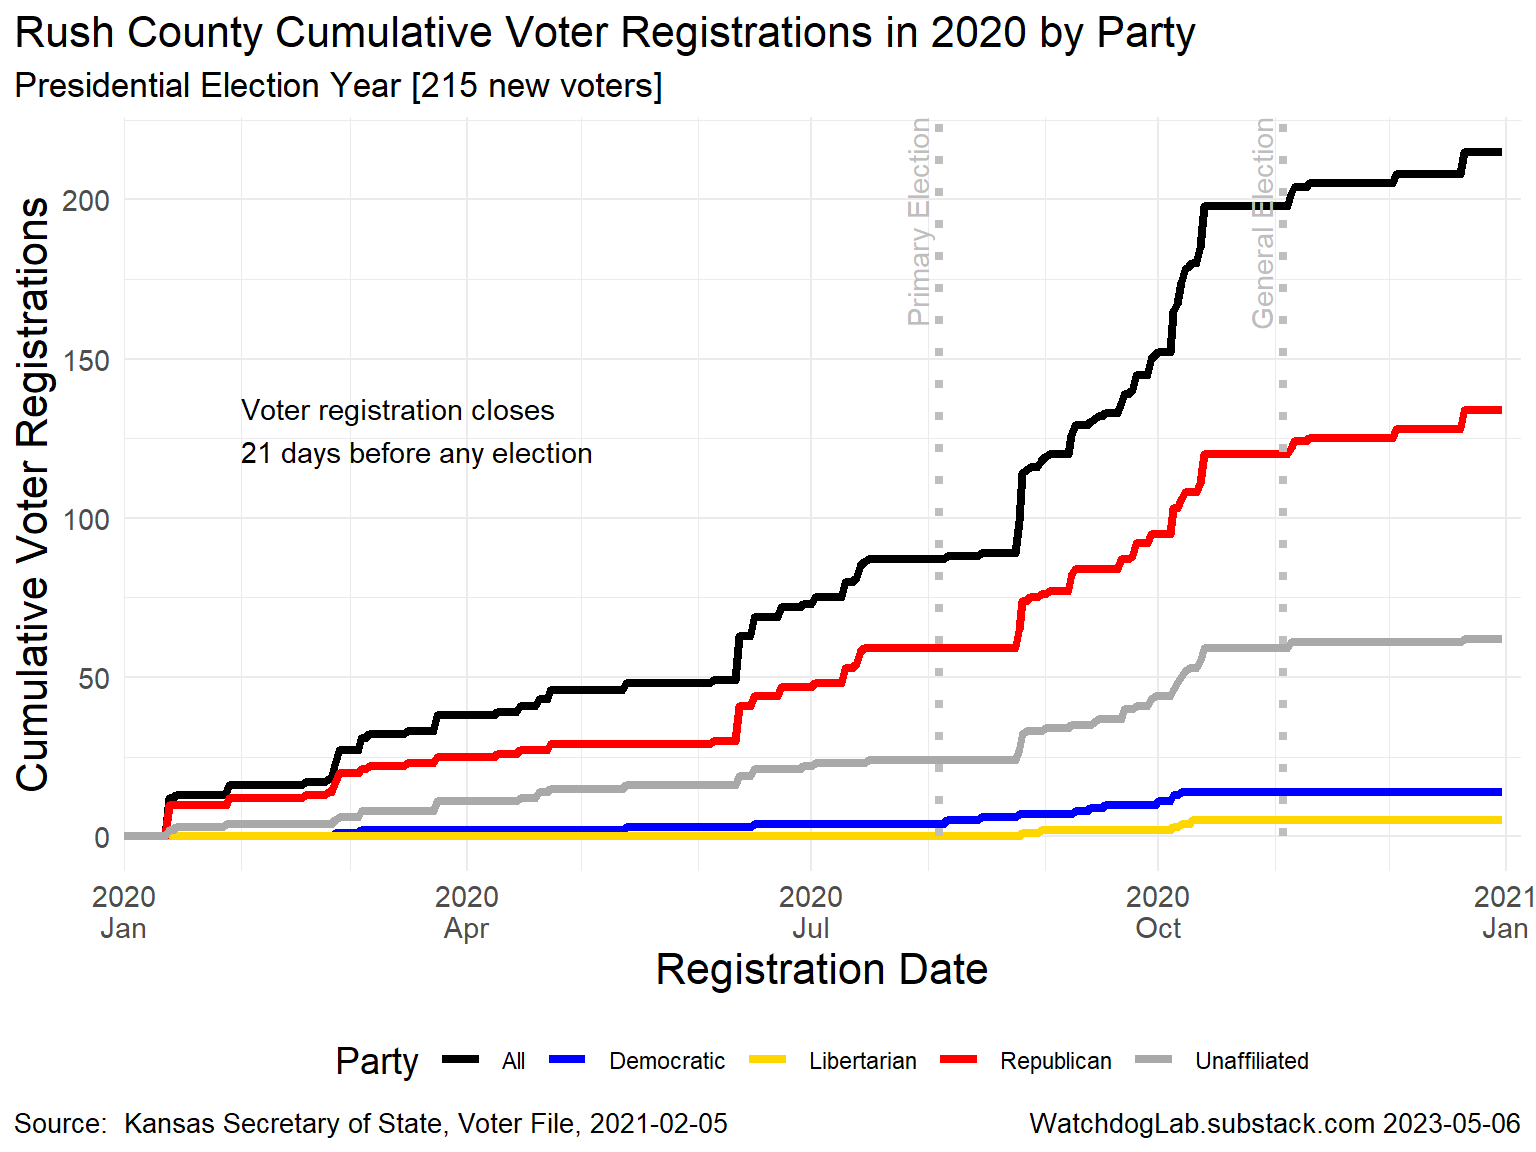 Rush County Cumulative Voter Registrations in 2020 by Party
Presidential Election Year [215 new voters]
Cumulative Voter Registrations
200
150
100
50
0
Primary Election
General Election
Voter registration closes
21 days before any election
2020 2020 2020 2020 2021
Jan Apr Jul Oct Jan
Registration Date
Party All Democratic Libertarian Republican Unaffiliated
Source: Kansas Secretary of State, Voter File, 2021-02-05
WatchdogLab.substack.com 2023-05-06